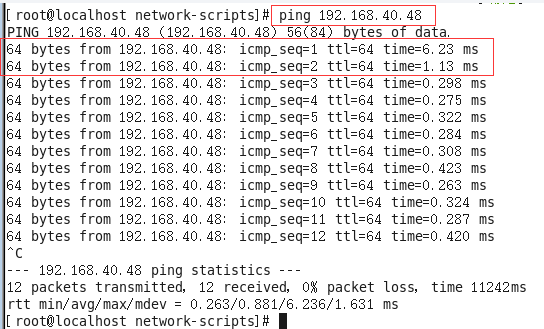 [ root@localhost network-scripts]# ping 192.168.40.48
PING 192.168.40.48 (192.168.40.48) 56(84) bytes of data.
64 bytes from 192.168.40.48: icmp_seq=1 ttl=64 time=6.23 ms
64 bytes from 192.168.40.48: icmp_seq=2 ttl=64 time=1.13 ms
64 bytes from 192.168.40.48: icmp_seq=3 ttl=64 time=0.298 ms
64 bytes from 192.168.40.48: icmp_seq=4 ttl=64 time=0.275 ms
64 bytes from 192.168.40.48: icmp_seq=5 ttl=64 time=0.322 ms
64 bytes from 192.168.40.48: icmp_seq=6 ttl=64 time=0.284 ms
64 bytes from 192.168.40.48: icmp_seq=7 ttl=64 time=0.308 ms
64 bytes from 192.168.40.48: icmp_seq=8 ttl=64 time=0.423 ms
64 bytes from 192.168.40.48: icmp_seq=9 ttl=64 time=0.263 ms
64 bytes from 192.168.40.48: icmp_seq=10 ttl=64 time=0.324 ms
64 bytes from 192.168.40.48: icmp_seq=11 ttl=64 time=0.287 ms
64 bytes from 192.168.40.48: icmp_seq=12 ttl=64 time=0.420 ms
^C
--- 192.168.40.48 ping statistics ---
12 packets transmitted, 12 received, 0% packet loss, time 11242ms
rtt min/avg/max/mdev = 0.263/0.881/6.236/1.631 ms
[ root@localhost network-scripts]#